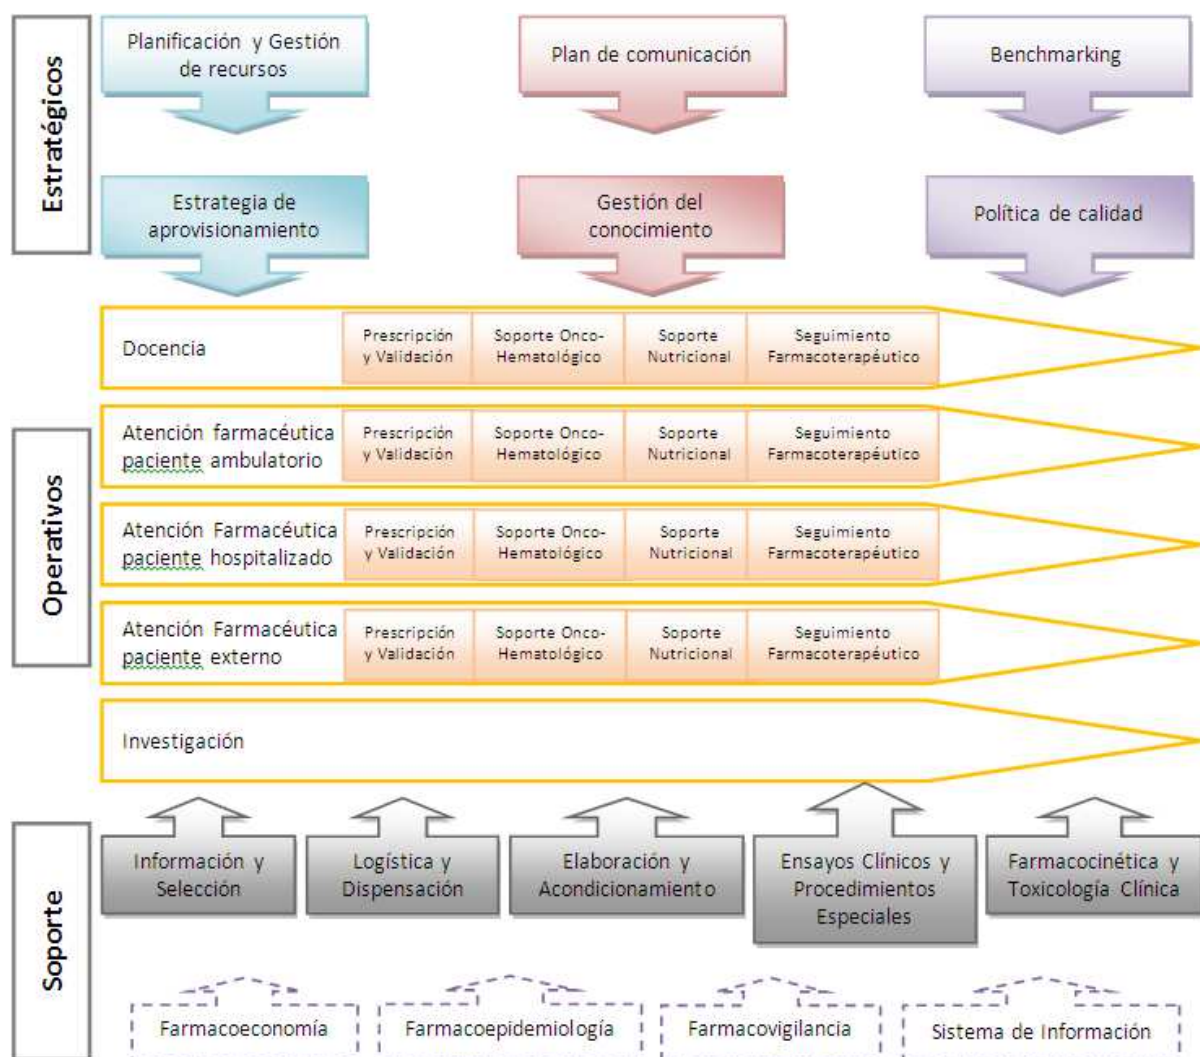 Estratégicos
Planificación y Gestión
de recursos
Plan de comunicación
Benchmarking
Estrategia de
aprovisionamiento
Gestión del
conocimiento
Política de calidad
Operativos
Docencia
Prescripción
y Validación
Soporte Onco-
Hematológico
Soporte
Nutricional
Seguimiento
Farmacoterapéutico
Atención farmacéutica
paciente ambulatorio
Prescripción
y Validación
Soporte Onco-
Hematológico
Soporte
Nutricional
Seguimiento
Farmacoterapéutico
Atención Farmacéutica
paciente hospitalizado
Prescripción
y Validación
Soporte Onco-
Hematológico
Soporte
Nutricional
Seguimiento
Farmacoterapéutico
Atención Farmacéutica
paciente externo
Prescripción
y Validación
Soporte Onco-
Hematológico
Soporte
Nutricional
Seguimiento
Farmacoterapéutico
Investigación
Soporte
Información y
Selección
Logística y
Dispensación
Elaboración y
Acondicionamiento
Ensayos Clínicos y
Procedimientos
Especiales
Farmacocinética y
Toxicología Clínica
Farmacoeconomía
Farmacoepidemiología
Farmacovigilancia
Sistema de Información